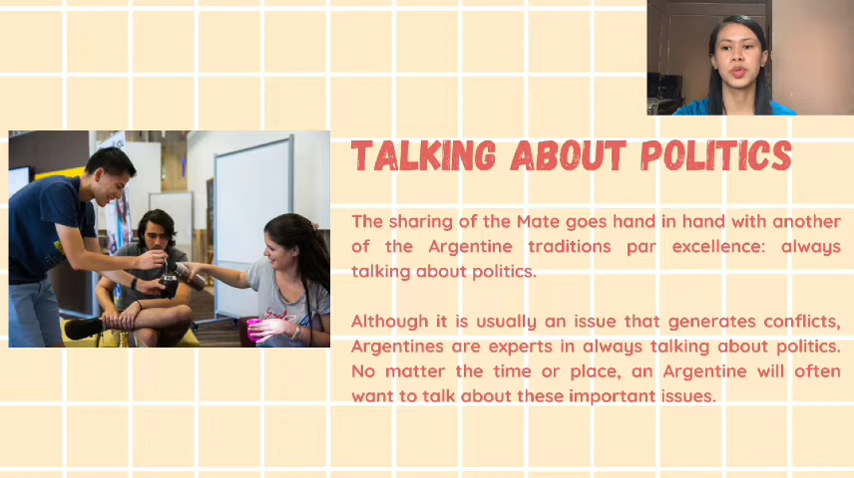 TALKING ABOUT POLITICS
The sharing of the Mate goes hand in hand with another
of the Argentine traditions par excellence: always
talking about politics.
Although it is usually an issue that generates conflicts,
Argentines are experts in always talking about politics.
No matter the time or place, an Argentine will often
want to talk about these important issues.